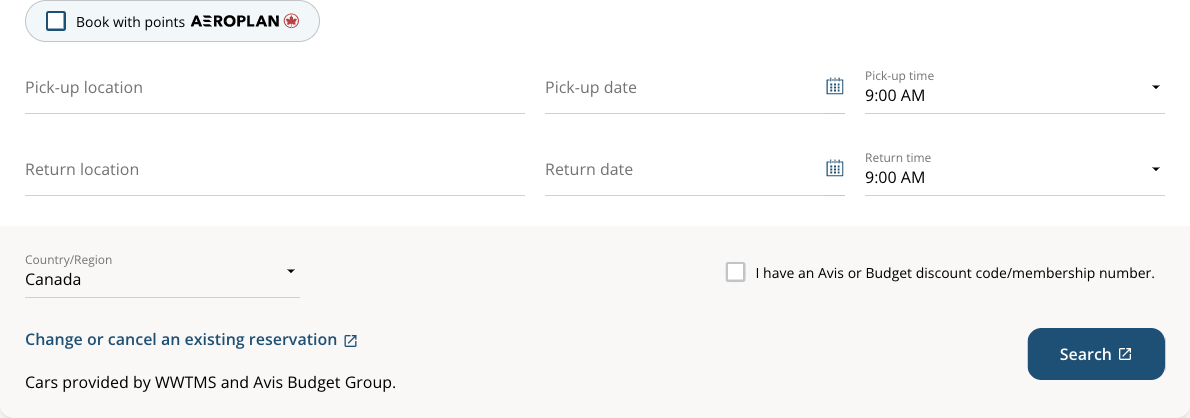 Book with points AEROPLAN
Pick-up location
Pick-up date
Pick-up time
9:00 AM
Return location
Return date
Return time
9:00 AM
Country/Region
Canada
I have an Avis or Budget discount code/membership number.
Change or cancel an existing reservation
Search
Cars provided by WWTMS and Avis Budget Group.